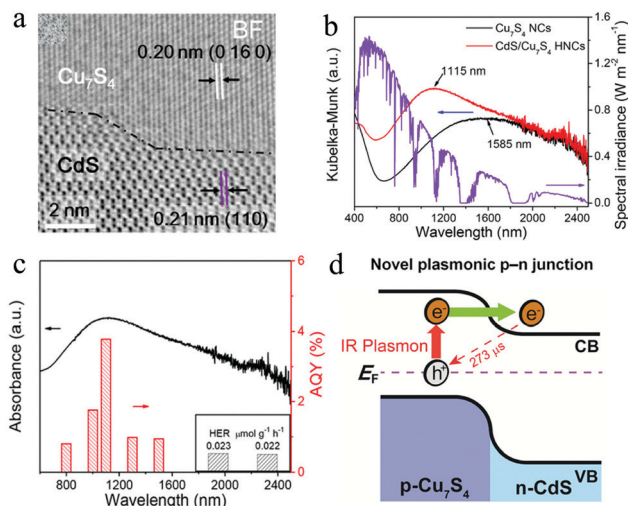 a
BF
0.20 nm (0 16 0)
Cu₇S₄
CdS
2 nm
0.21 nm (110)
b
Cu₇S₄ NCs
CdS/Cu₇S₄ HNCs
1115 nm
1585 nm
Kubelka-Munk (a.u.)
Spectral irradiance (W m⁻² nm⁻¹)
1.6
1.2
0.8
0.4
0.0
400 800 1200 1600 2000 2400
Wavelength (nm)
c
Absorbance (a.u.)
AQY (%)
6
4
2
0
HER μmol g⁻¹ h⁻¹
0.023 0.022
800 1200 1600 2000 2400
Wavelength (nm)
d
Novel plasmonic p–n junction
e⁻ e⁻
CB
IR Plasmon
273 μs
E_F
h⁺
VB
p-Cu₇S₄ n-CdS